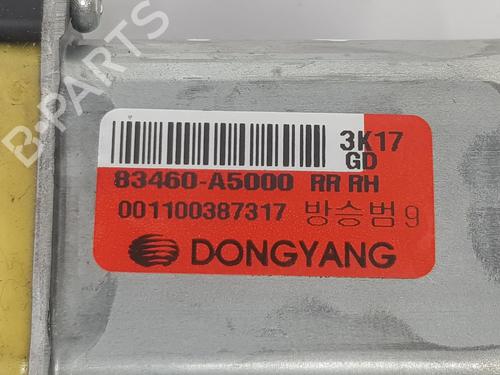 B-PARTS
3K17
GD
83460-A5000 RR RH
001100387317 방승범9
DONGYANG